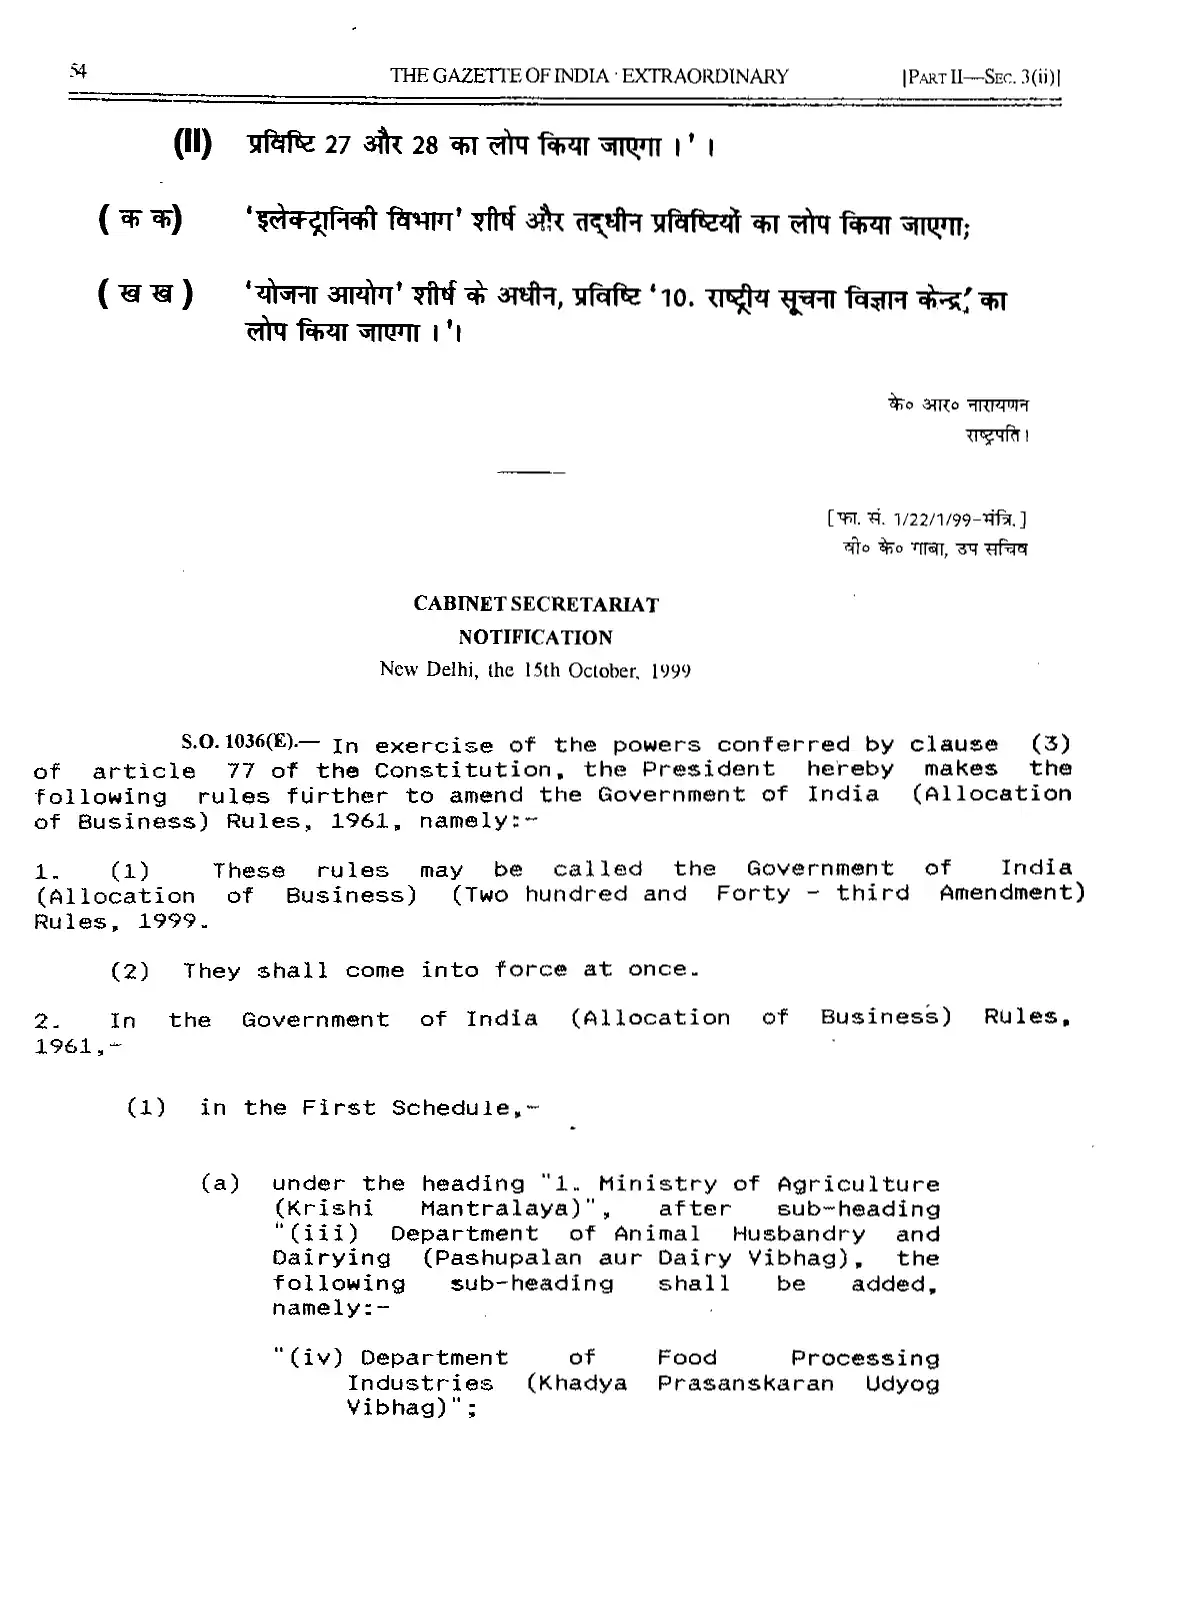 54 THE GAZETTE OF INDIA : EXTRAORDINARY [PART II—SEC. 3(ii)]
(II) प्रविष्टि 27 और 28 का लोप किया जाएगा ।' ।
( क क) 'इलेक्ट्रानिकी विभाग' शीर्ष और तद्धीन प्रविष्टियों का लोप किया जाएगा;
( ख ख ) 'योजना आयोग' शीर्ष के अधीन, प्रविष्टि '10. राष्ट्रीय सूचना विज्ञान केन्द्र,' का
लोप किया जाएगा ।'।
के० आर० नारायणन
राष्ट्रपति।
[फा. सं. 1/22/1/99-मंत्रि.]
वी० के० गाबा, उप सचिव
CABINET SECRETARIAT
NOTIFICATION
New Delhi, the 15th October, 1999
S.O. 1036(E).— In exercise of the powers conferred by clause (3)
of article 77 of the Constitution, the President hereby makes the
following rules further to amend the Government of India (Allocation
of Business) Rules, 1961, namely:-
1. (1) These rules may be called the Government of India
(Allocation of Business) (Two hundred and Forty - third Amendment)
Rules, 1999.
(2) They shall come into force at once.
2. In the Government of India (Allocation of Business) Rules,
1961,-
(1) in the First Schedule,-
(a) under the heading "1. Ministry of Agriculture
(Krishi Mantralaya)", after sub-heading
"(iii) Department of Animal Husbandry and
Dairying (Pashupalan aur Dairy Vibhag), the
following sub-heading shall be added,
namely:-
"(iv) Department of Food Processing
Industries (Khadya Prasanskaran Udyog
Vibhag)";